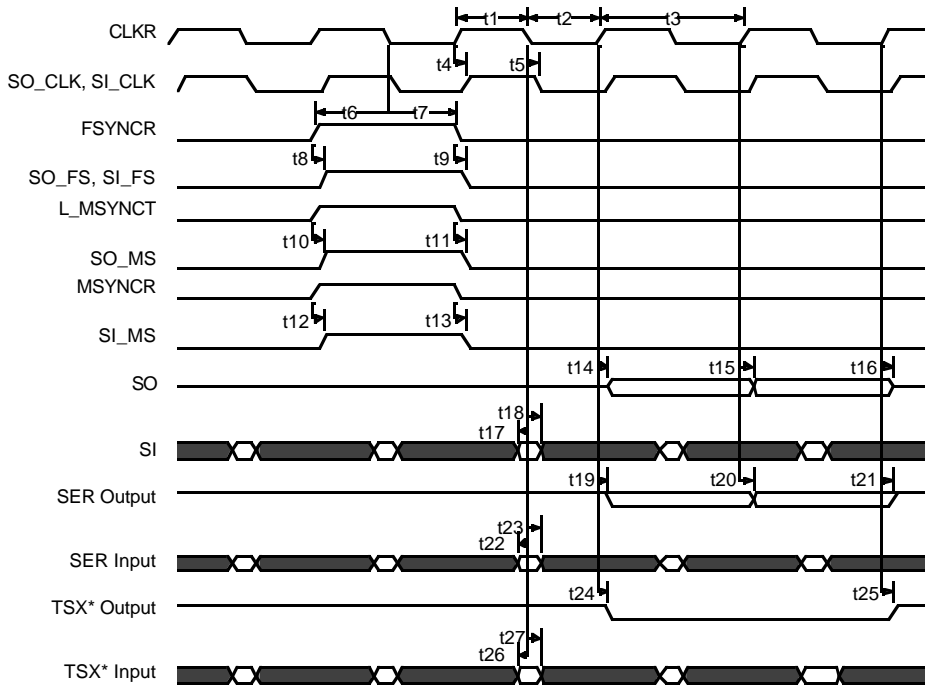 t1 t2 t3
CLKR
t4 t5
SO_CLK, SI_CLK
t6 t7
FSYNCR
t8 t9
SO_FS, SI_FS
L_MSYNCT
t10 t11
SO_MS
MSYNCR
t12 t13
SI_MS
t14 t15 t16
SO
t18
t17
SI
t19 t20 t21
SER Output
t23
t22
SER Input
t24 t25
TSX* Output
t27
t26
TSX* Input